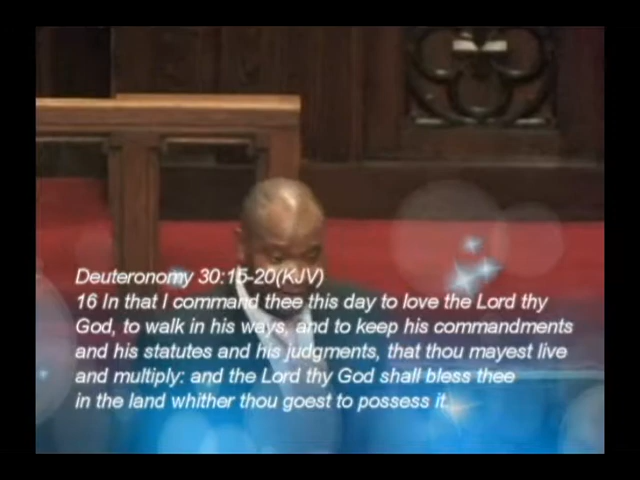 Deuteronomy 30:15-20(KJV)
16 In that I command thee this day to love the Lord thy
God, to walk in his ways, and to keep his commandments
and his statutes and his judgments, that thou mayest live
and multiply: and the Lord thy God shall bless thee
in the land whither thou goest to possess it.